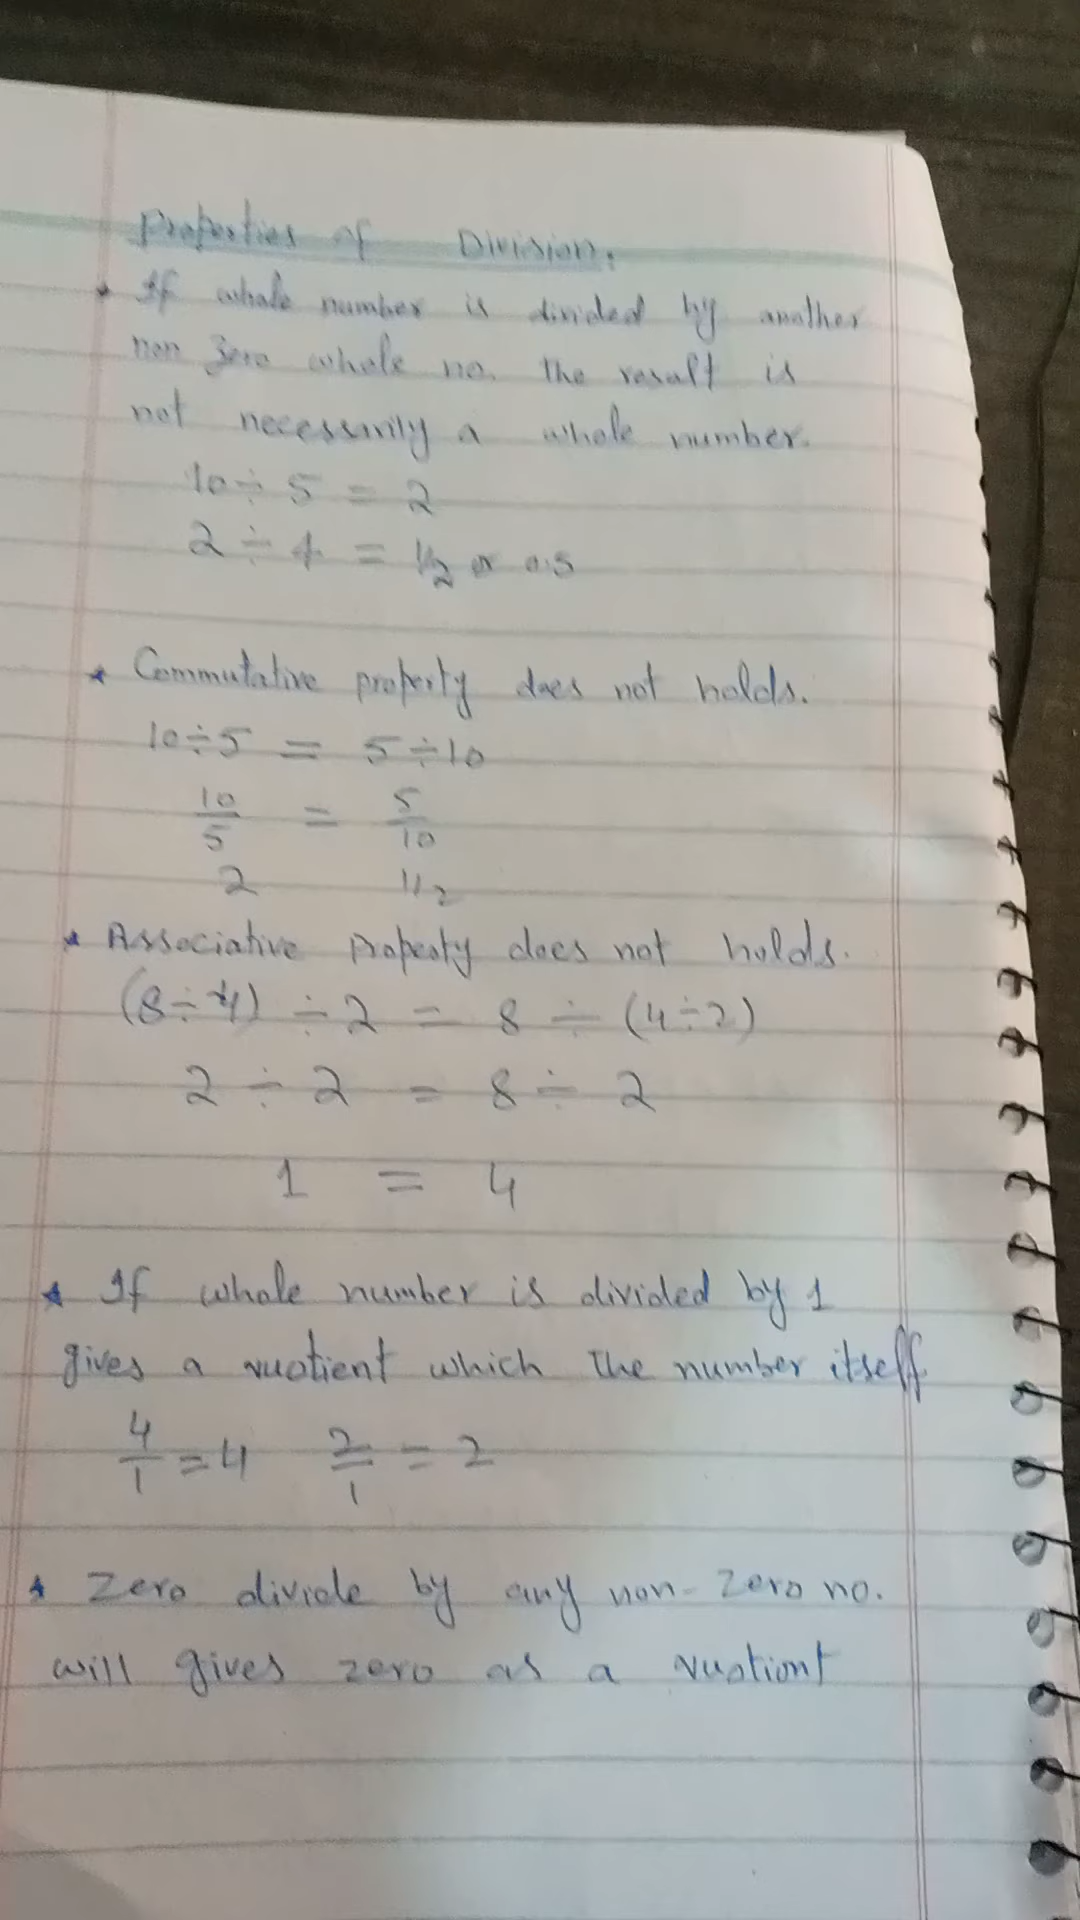 Properties of Division.
* If whole number is divided by another
non zero whole no. the result is
not necessarily a whole number.
10 ÷ 5 = 2
2 ÷ 4 = 1/2 or 0.5
* Commutative property does not holds.
10÷5 = 5÷10
10/5 = 5/10
2 1/2
* Associative property does not holds.
(8÷4) ÷ 2 = 8 ÷ (4÷2)
2 ÷ 2 = 8 ÷ 2
1 = 4
* If whole number is divided by 1
gives a vuotient which the number itself
4/1 = 4 2/1 = 2
* Zero divide by any non-zero no.
will gives zero as a vuotiont